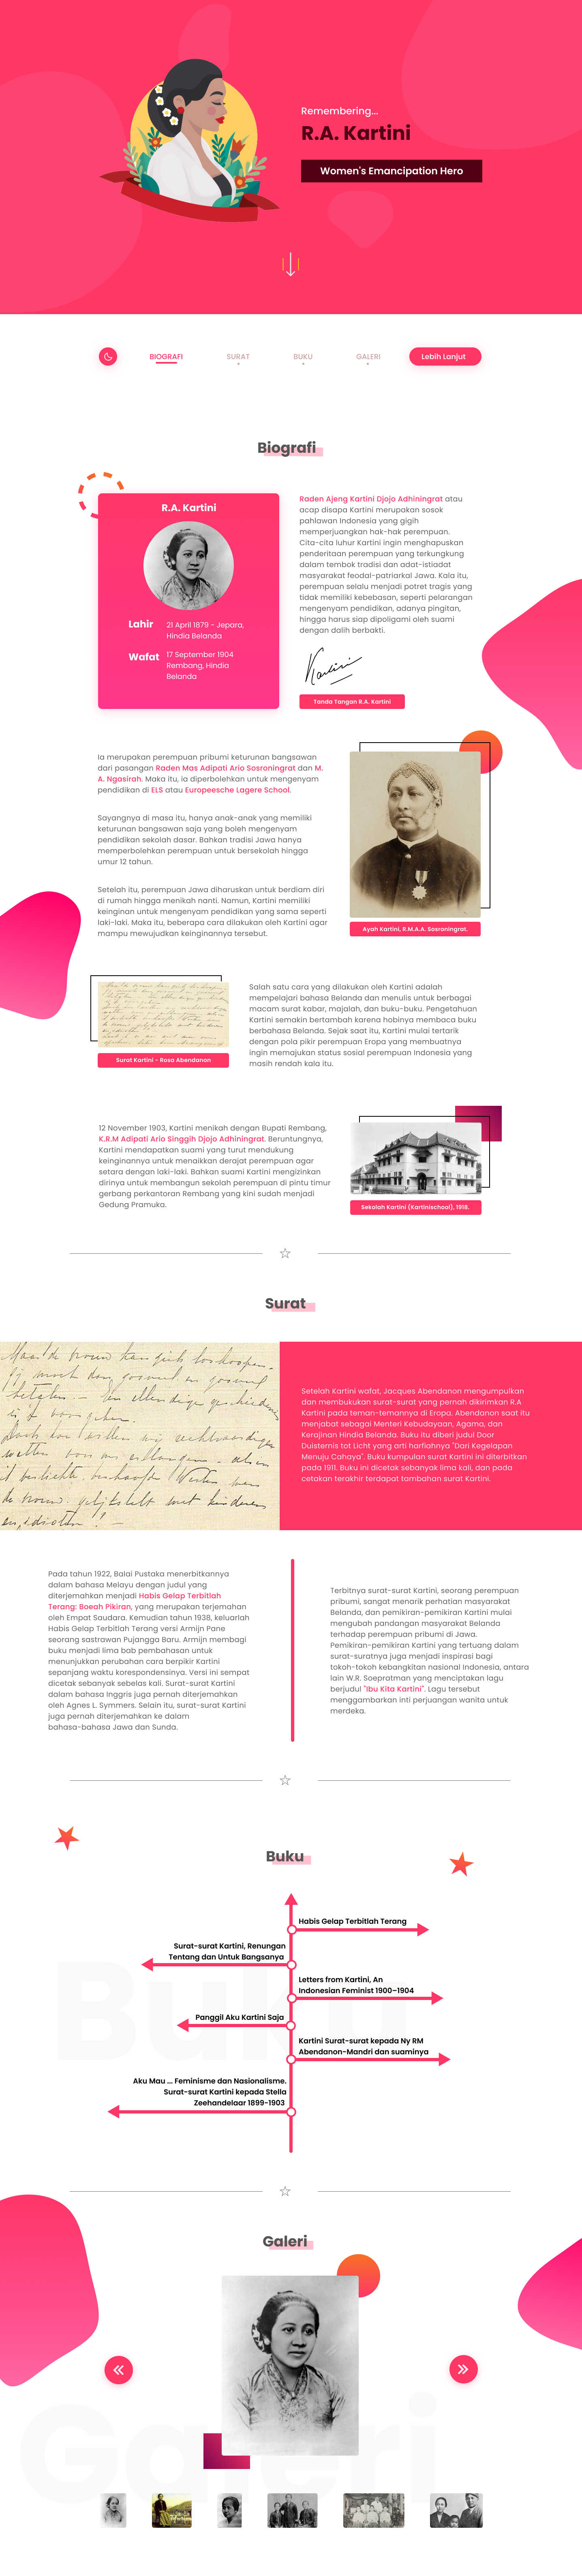 Remembering...
R.A. Kartini
Women's Emancipation Hero
BIOGRAFI
SURAT
BUKU
GALERI
Lebih Lanjut
Biografi
R.A. Kartini
Lahir
21 April 1879 - Jepara,
Hindia Belanda
Wafat
17 September 1904
Rembang, Hindia
Belanda
Raden Ajeng Kartini Djojo Adhiningrat atau
acap disapa Kartini merupakan sosok
pahlawan Indonesia yang gigih
memperjuangkan hak-hak perempuan.
Cita-cita luhur Kartini ingin menghapuskan
penderitaan perempuan yang terkungkung
dalam tembok tradisi dan adat-istiadat
masyarakat feodal-patriarkal Jawa. Kala itu,
perempuan selalu menjadi potret tragis yang
tidak memiliki kebebasan, seperti pelarangan
mengenyam pendidikan, adanya pingitan,
hingga harus siap dipoligami oleh suami
dengan dalih berbakti.
Kartini
Tanda Tangan R.A. Kartini
Ia merupakan perempuan pribumi keturunan bangsawan
dari pasangan Raden Mas Adipati Ario Sosroningrat dan M.
A. Ngasirah. Maka itu, ia diperbolehkan untuk mengenyam
pendidikan di ELS atau Europeesche Lagere School.
Sayangnya di masa itu, hanya anak-anak yang memiliki
keturunan bangsawan saja yang boleh mengenyam
pendidikan sekolah dasar. Bahkan tradisi Jawa hanya
memperbolehkan perempuan untuk bersekolah hingga
umur 12 tahun.
Setelah itu, perempuan Jawa diharuskan untuk berdiam diri
di rumah hingga menikah nanti. Namun, Kartini memiliki
keinginan untuk mengenyam pendidikan yang sama seperti
laki-laki. Maka itu, beberapa cara dilakukan oleh Kartini agar
mampu mewujudkan keinginannya tersebut.
Ayah Kartini, R.M.A.A. Sosroningrat.
Surat Kartini - Rosa Abendanon
Salah satu cara yang dilakukan oleh Kartini adalah
mempelajari bahasa Belanda dan menulis untuk berbagai
macam surat kabar, majalah, dan buku-buku. Pengetahuan
Kartini semakin bertambah karena hobinya membaca buku
berbahasa Belanda. Sejak saat itu, Kartini mulai tertarik
dengan pola pikir perempuan Eropa yang membuatnya
ingin memajukan status sosial perempuan Indonesia yang
masih rendah kala itu.
12 November 1903, Kartini menikah dengan Bupati Rembang,
K.R.M Adipati Ario Singgih Djojo Adhiningrat. Beruntungnya,
Kartini mendapatkan suami yang turut mendukung
keinginannya untuk menaikkan derajat perempuan agar
setara dengan laki-laki. Bahkan suami Kartini mengizinkan
dirinya untuk membangun sekolah perempuan di pintu timur
gerbang perkantoran Rembang yang kini sudah menjadi
Gedung Pramuka.
Sekolah Kartini (Kartinischool), 1918.
Surat
Setelah Kartini wafat, Jacques Abendanon mengumpulkan
dan membukukan surat-surat yang pernah dikirimkan R.A
Kartini pada teman-temannya di Eropa. Abendanon saat itu
menjabat sebagai Menteri Kebudayaan, Agama, dan
Kerajinan Hindia Belanda. Buku itu diberi judul Door
Duisternis tot Licht yang arti harfiahnya "Dari Kegelapan
Menuju Cahaya". Buku kumpulan surat Kartini ini diterbitkan
pada 1911. Buku ini dicetak sebanyak lima kali, dan pada
cetakan terakhir terdapat tambahan surat Kartini.
Pada tahun 1922, Balai Pustaka menerbitkannya
dalam bahasa Melayu dengan judul yang
diterjemahkan menjadi Habis Gelap Terbitlah
Terang: Boeah Pikiran, yang merupakan terjemahan
oleh Empat Saudara. Kemudian tahun 1938, keluarlah
Habis Gelap Terbitlah Terang versi Armijn Pane
seorang sastrawan Pujangga Baru. Armijn membagi
buku menjadi lima bab pembahasan untuk
menunjukkan perubahan cara berpikir Kartini
sepanjang waktu korespondensinya. Versi ini sempat
dicetak sebanyak sebelas kali. Surat-surat Kartini
dalam bahasa Inggris juga pernah diterjemahkan
oleh Agnes L. Symmers. Selain itu, surat-surat Kartini
juga pernah diterjemahkan ke dalam
bahasa-bahasa Jawa dan Sunda.
Terbitnya surat-surat Kartini, seorang perempuan
pribumi, sangat menarik perhatian masyarakat
Belanda, dan pemikiran-pemikiran Kartini mulai
mengubah pandangan masyarakat Belanda
terhadap perempuan pribumi di Jawa.
Pemikiran-pemikiran Kartini yang tertuang dalam
surat-suratnya juga menjadi inspirasi bagi
tokoh-tokoh kebangkitan nasional Indonesia, antara
lain W.R. Soepratman yang menciptakan lagu
berjudul "Ibu Kita Kartini". Lagu tersebut
menggambarkan inti perjuangan wanita untuk
merdeka.
Buku
Buku
Habis Gelap Terbitlah Terang
Surat-surat Kartini, Renungan
Tentang dan Untuk Bangsanya
Letters from Kartini, An
Indonesian Feminist 1900–1904
Panggil Aku Kartini Saja
Kartini Surat-surat kepada Ny RM
Abendanon-Mandri dan suaminya
Aku Mau ... Feminisme dan Nasionalisme.
Surat-surat Kartini kepada Stella
Zeehandelaar 1899-1903
Galeri
Galeri